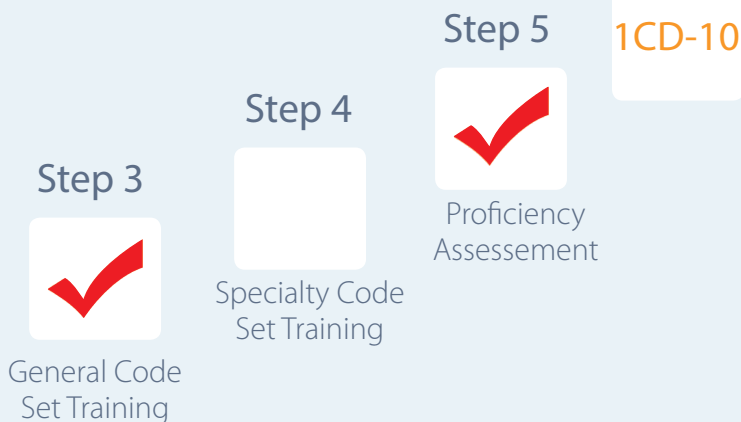 Step 3
General Code
Set Training
Step 4
Specialty Code
Set Training
Step 5
Proficiency
Assessement
1CD-10